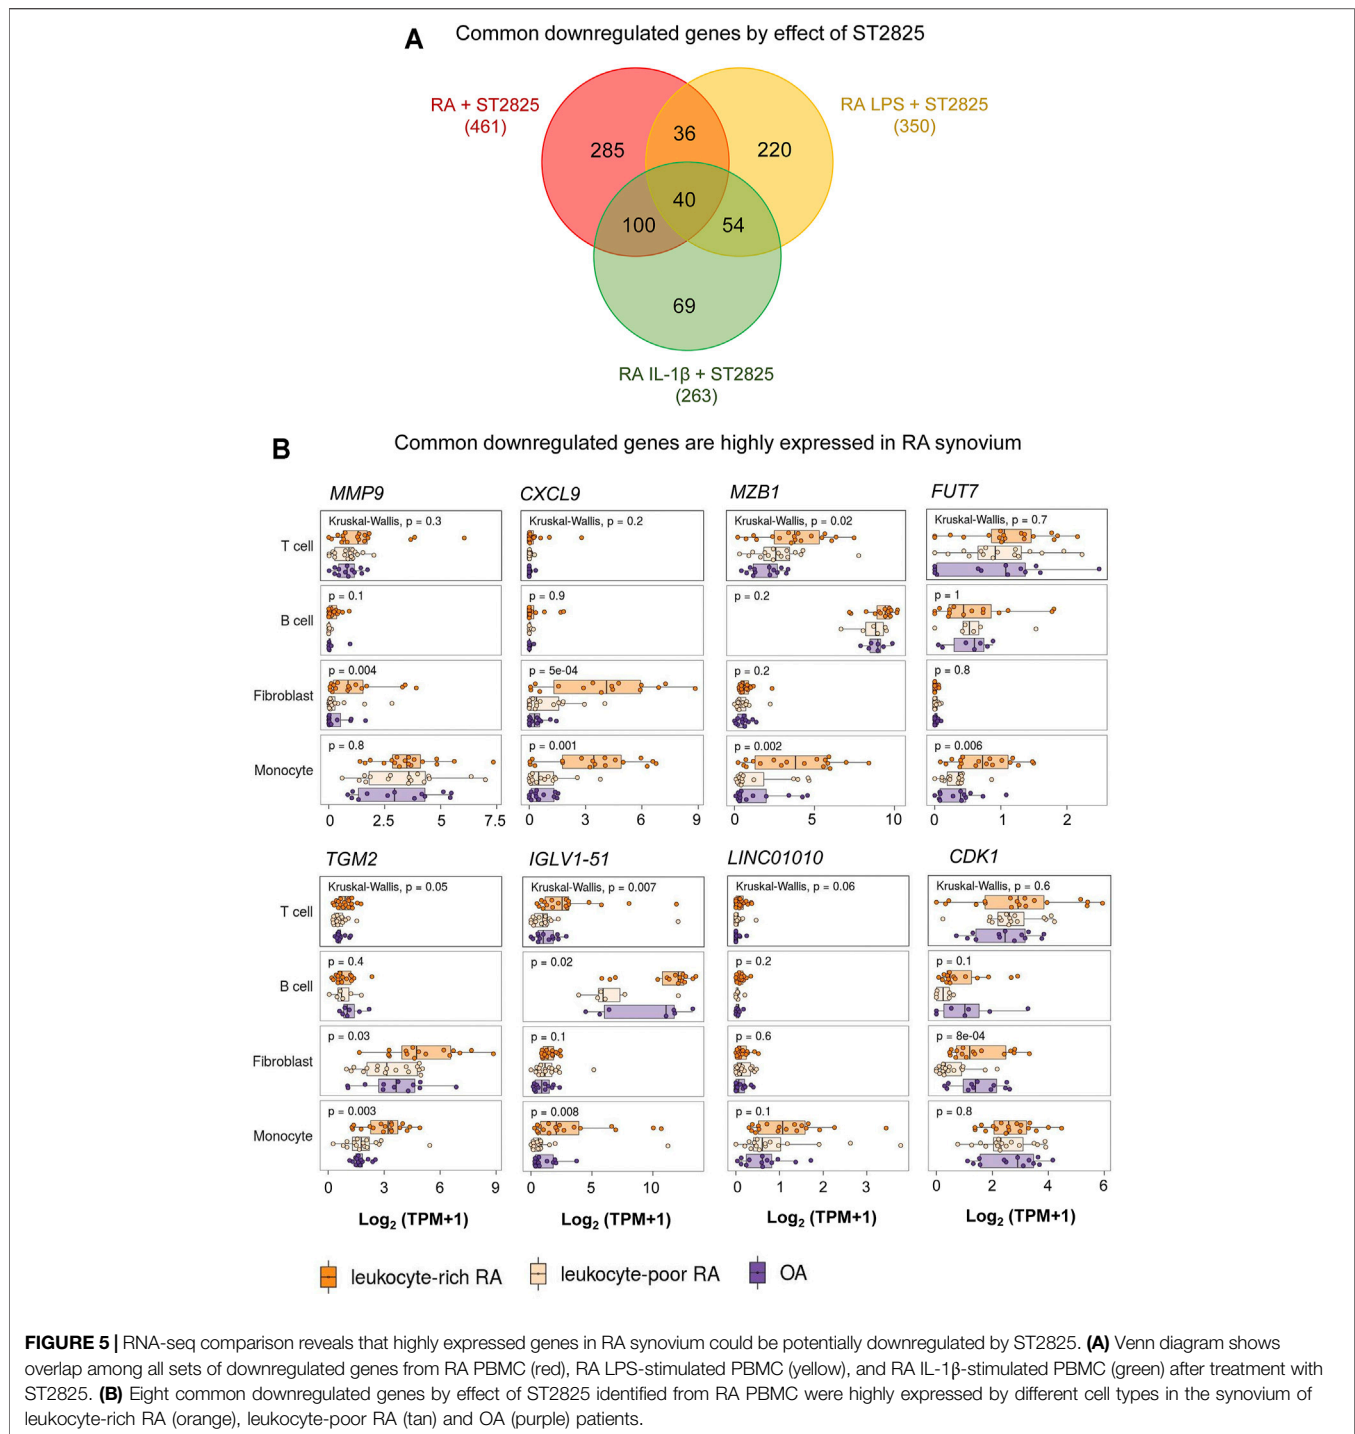 A Common downregulated genes by effect of ST2825
RA + ST2825
(461)
RA LPS + ST2825
(350)
285
36
220
40
100
54
69
RA IL-1β + ST2825
(263)
B Common downregulated genes are highly expressed in RA synovium
MMP9 CXCL9 MZB1 FUT7
T cell Kruskal-Wallis, p = 0.3 Kruskal-Wallis, p = 0.2 Kruskal-Wallis, p = 0.02 Kruskal-Wallis, p = 0.7
B cell p = 0.1 p = 0.9 p = 0.2 p = 1
Fibroblast p = 0.004 p = 5e-04 p = 0.2 p = 0.8
Monocyte p = 0.8 p = 0.001 p = 0.002 p = 0.006
0 2.5 5 7.5 0 3 6 9 0 5 10 0 1 2
TGM2 IGLV1-51 LINC01010 CDK1
T cell Kruskal-Wallis, p = 0.05 Kruskal-Wallis, p = 0.007 Kruskal-Wallis, p = 0.06 Kruskal-Wallis, p = 0.6
B cell p = 0.4 p = 0.02 p = 0.2 p = 0.1
Fibroblast p = 0.03 p = 0.1 p = 0.6 p = 8e-04
Monocyte p = 0.003 p = 0.008 p = 0.1 p = 0.8
0 3 6 9 0 5 10 0 1 2 3 0 2 4 6
Log2 (TPM+1) Log2 (TPM+1) Log2 (TPM+1) Log2 (TPM+1)
leukocyte-rich RA leukocyte-poor RA OA
FIGURE 5 | RNA-seq comparison reveals that highly expressed genes in RA synovium could be potentially downregulated by ST2825. (A) Venn diagram shows
overlap among all sets of downregulated genes from RA PBMC (red), RA LPS-stimulated PBMC (yellow), and RA IL-1β-stimulated PBMC (green) after treatment with
ST2825. (B) Eight common downregulated genes by effect of ST2825 identified from RA PBMC were highly expressed by different cell types in the synovium of
leukocyte-rich RA (orange), leukocyte-poor RA (tan) and OA (purple) patients.